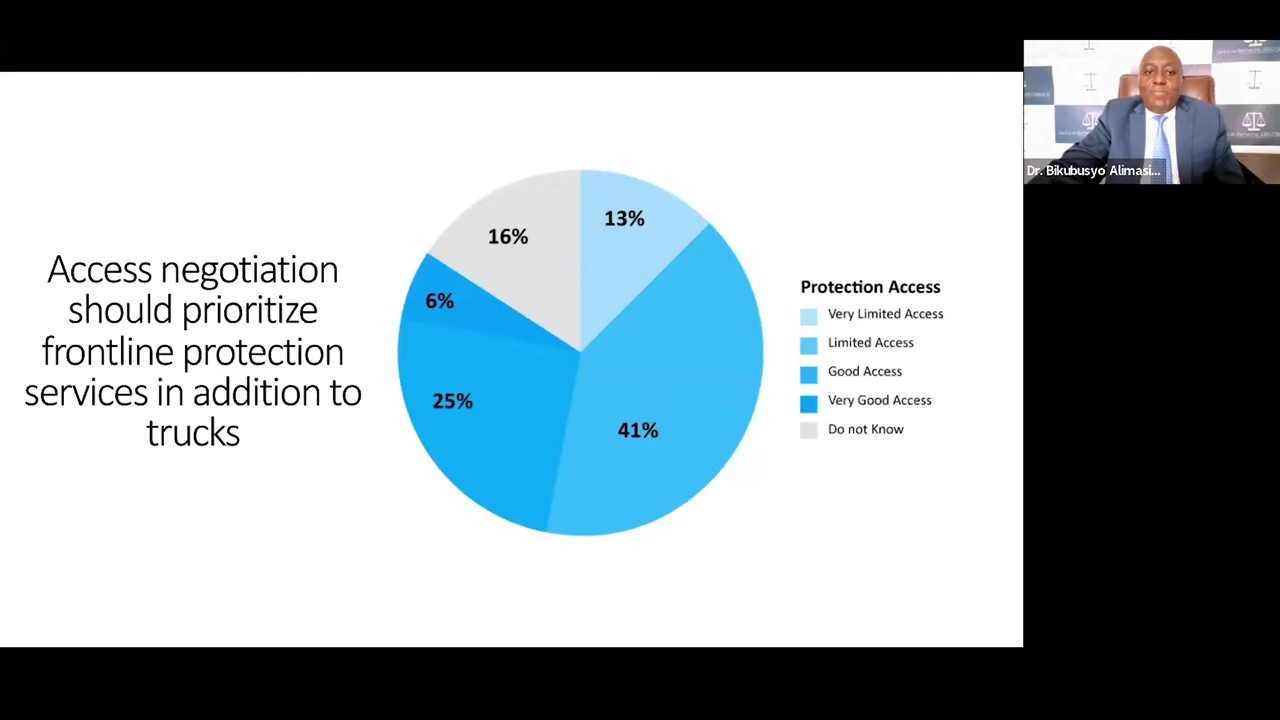 Access negotiation
should prioritize
frontline protection
services in addition to
trucks
16%
13%
6%
25%
41%
Protection Access
Very Limited Access
Limited Access
Good Access
Very Good Access
Do not Know
Dr. Bikubusyo Alimasi...